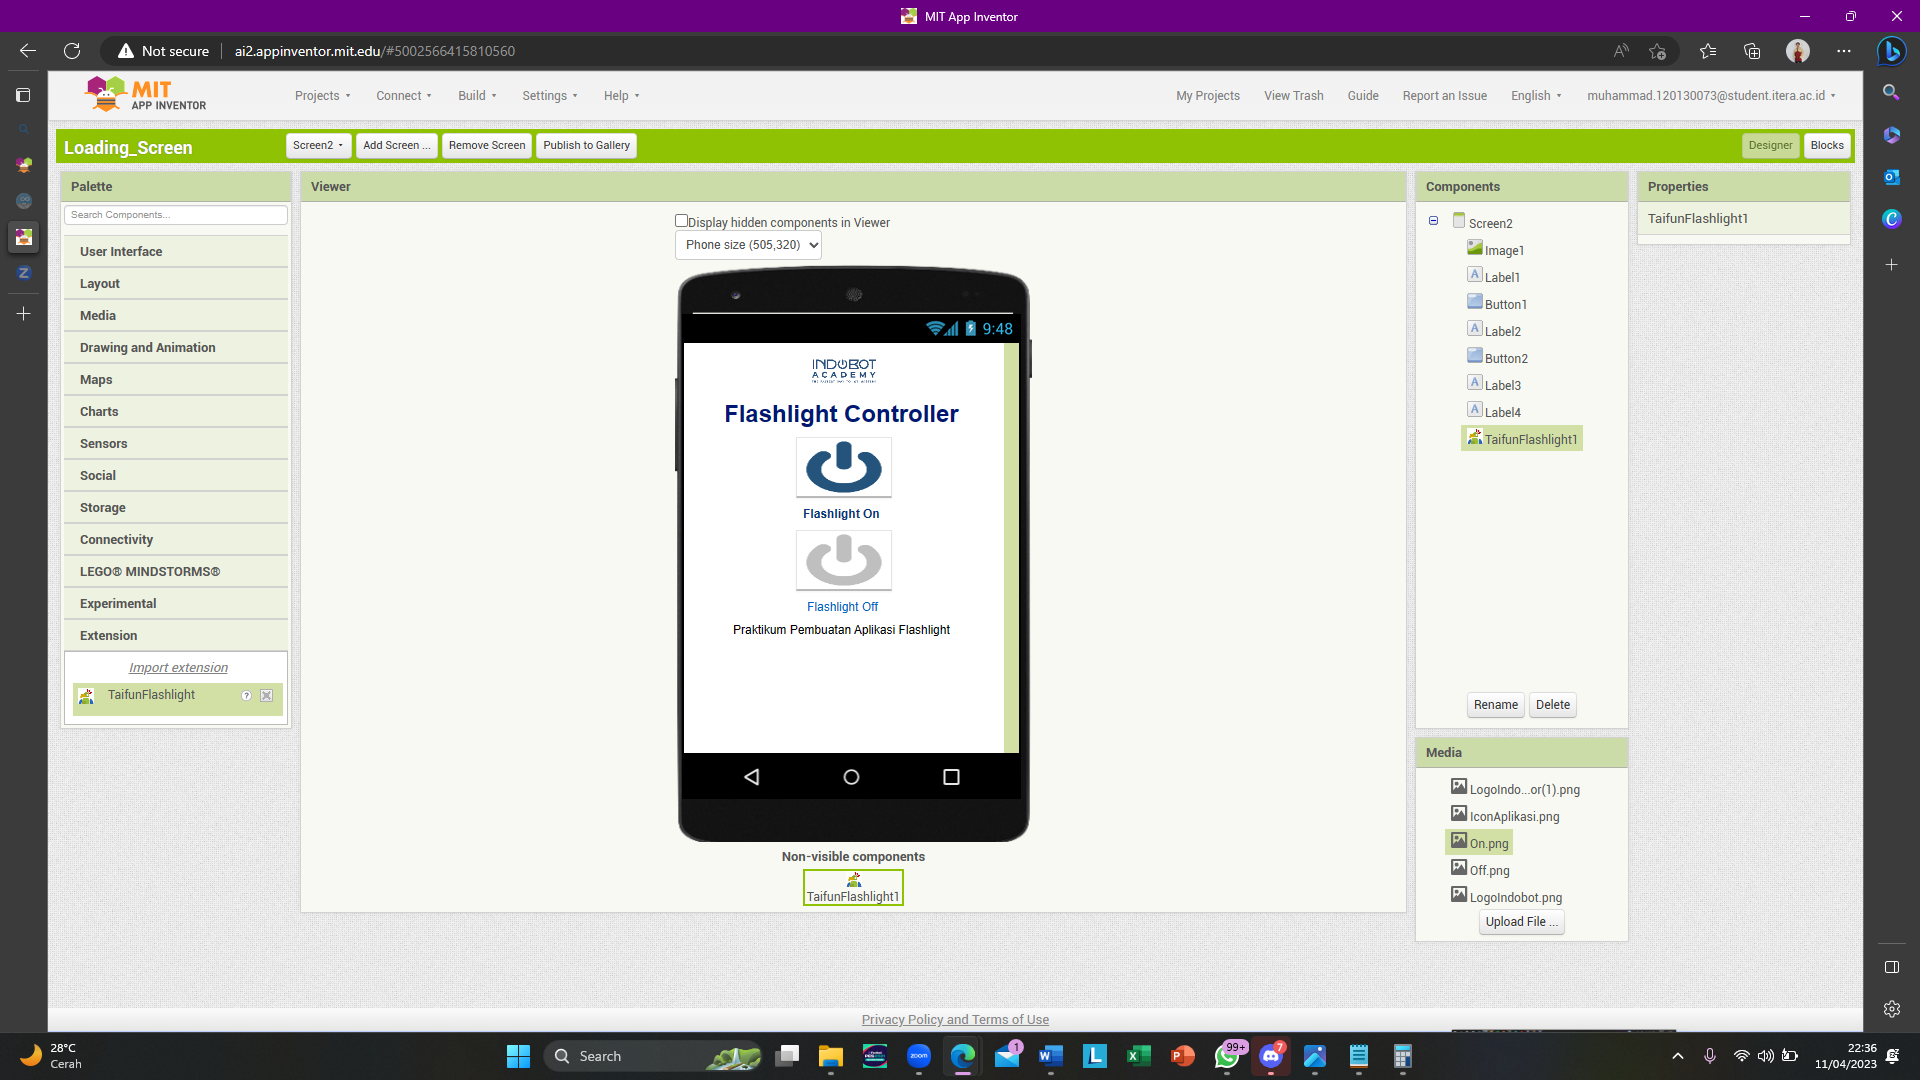 MIT App Inventor
Not secure
ai2.appinventor.mit.edu/#5002566415810560
MIT
APP INVENTOR
Projects
Connect
Build
Settings
Help
My Projects
View Trash
Guide
Report an Issue
English
muhammad.120130073@student.itera.ac.id
Loading_Screen
Screen2
Add Screen ...
Remove Screen
Publish to Gallery
Designer
Blocks
Palette
Search Components...
User Interface
Layout
Media
Drawing and Animation
Maps
Charts
Sensors
Social
Storage
Connectivity
LEGO® MINDSTORMS®
Experimental
Extension
Import extension
TaifunFlashlight
?
Viewer
Display hidden components in Viewer
Phone size (505,320)
9:48
INDOBOT
ACADEMY
Flashlight Controller
Flashlight On
Flashlight Off
Praktikum Pembuatan Aplikasi Flashlight
Non-visible components
TaifunFlashlight1
Components
Screen2
Image1
Label1
Button1
Label2
Button2
Label3
Label4
TaifunFlashlight1
Rename
Delete
Media
LogoIndo...or(1).png
IconAplikasi.png
On.png
Off.png
LogoIndobot.png
Upload File ...
Properties
TaifunFlashlight1
Privacy Policy and Terms of Use
28°C
Cerah
Search
zoom
1
99+
7
22:36
11/04/2023